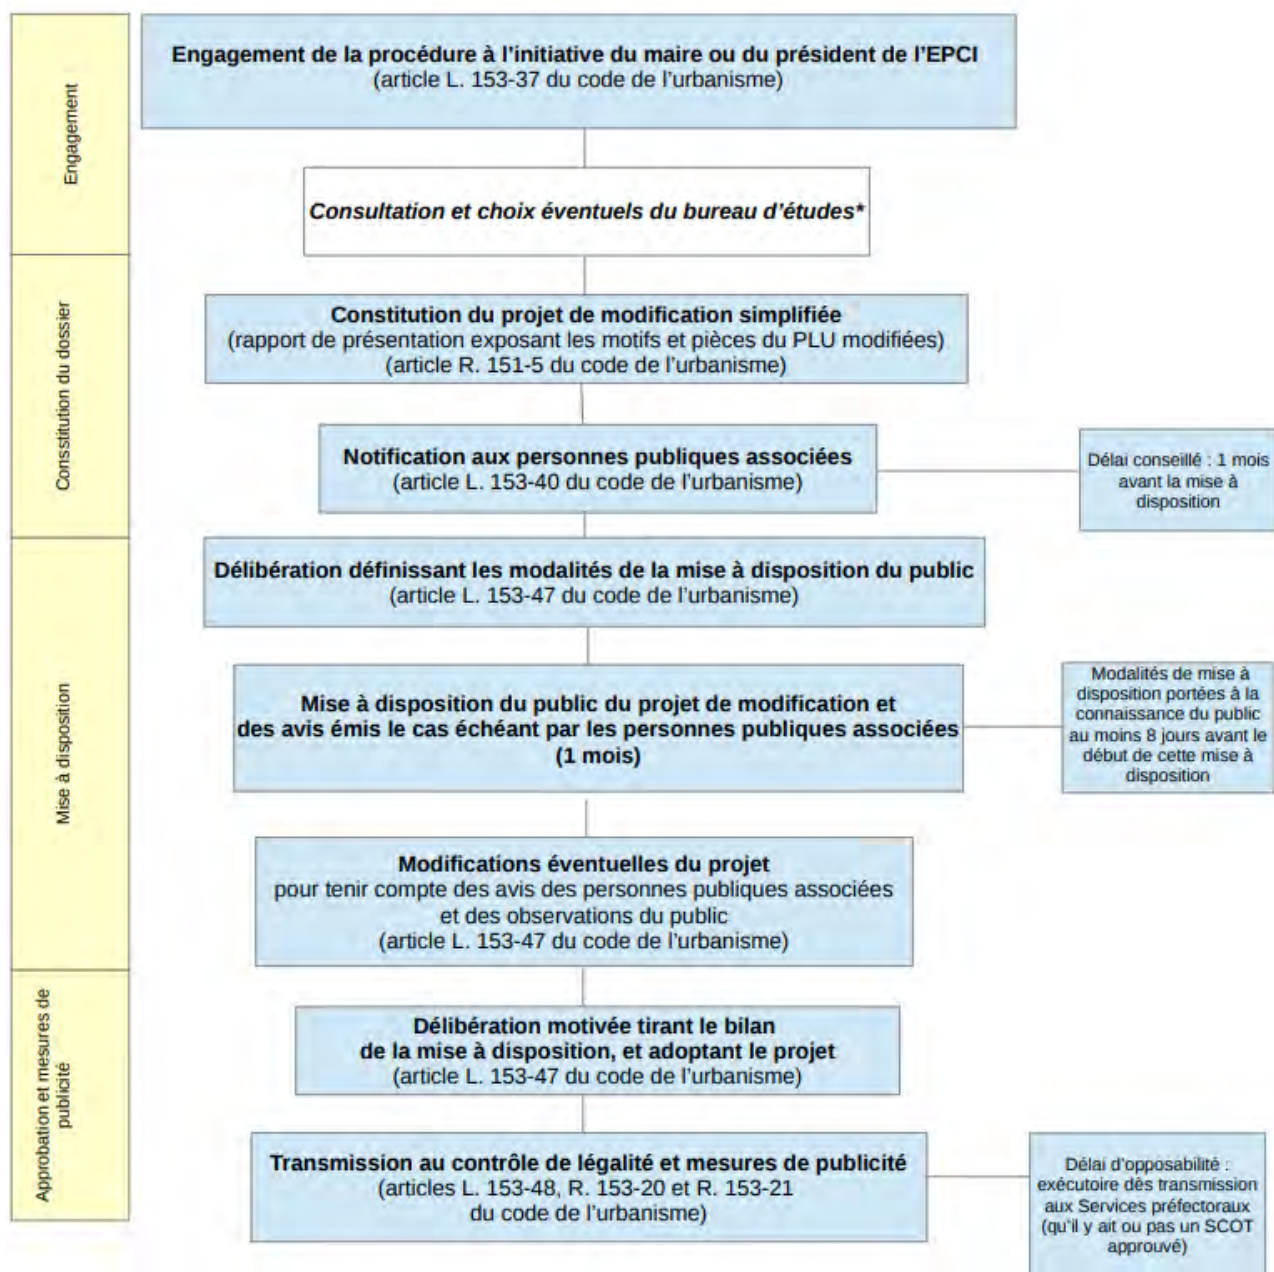 Engagement
Engagement de la procédure à l'initiative du maire ou du président de l'EPCI
(article L. 153-37 du code de l'urbanisme)
Consultation et choix éventuels du bureau d'études*
Consstitution du dossier
Constitution du projet de modification simplifiée
(rapport de présentation exposant les motifs et pièces du PLU modifiées)
(article R. 151-5 du code de l'urbanisme)
Notification aux personnes publiques associées
(article L. 153-40 du code de l'urbanisme)
Délai conseillé : 1 mois
avant la mise à
disposition
Mise à disposition
Délibération définissant les modalités de la mise à disposition du public
(article L. 153-47 du code de l'urbanisme)
Mise à disposition du public du projet de modification et
des avis émis le cas échéant par les personnes publiques associées
(1 mois)
Modalités de mise à
disposition portées à la
connaissance du public
au moins 8 jours avant le
début de cette mise à
disposition
Modifications éventuelles du projet
pour tenir compte des avis des personnes publiques associées
et des observations du public
(article L. 153-47 du code de l'urbanisme)
Approbation et mesures de
publicité
Délibération motivée tirant le bilan
de la mise à disposition, et adoptant le projet
(article L. 153-47 du code de l'urbanisme)
Transmission au contrôle de légalité et mesures de publicité
(articles L. 153-48, R. 153-20 et R. 153-21
du code de l'urbanisme)
Délai d'opposabilité :
exécutoire dès transmission
aux Services préfectoraux
(qu'il y ait ou pas un SCOT
approuvé)